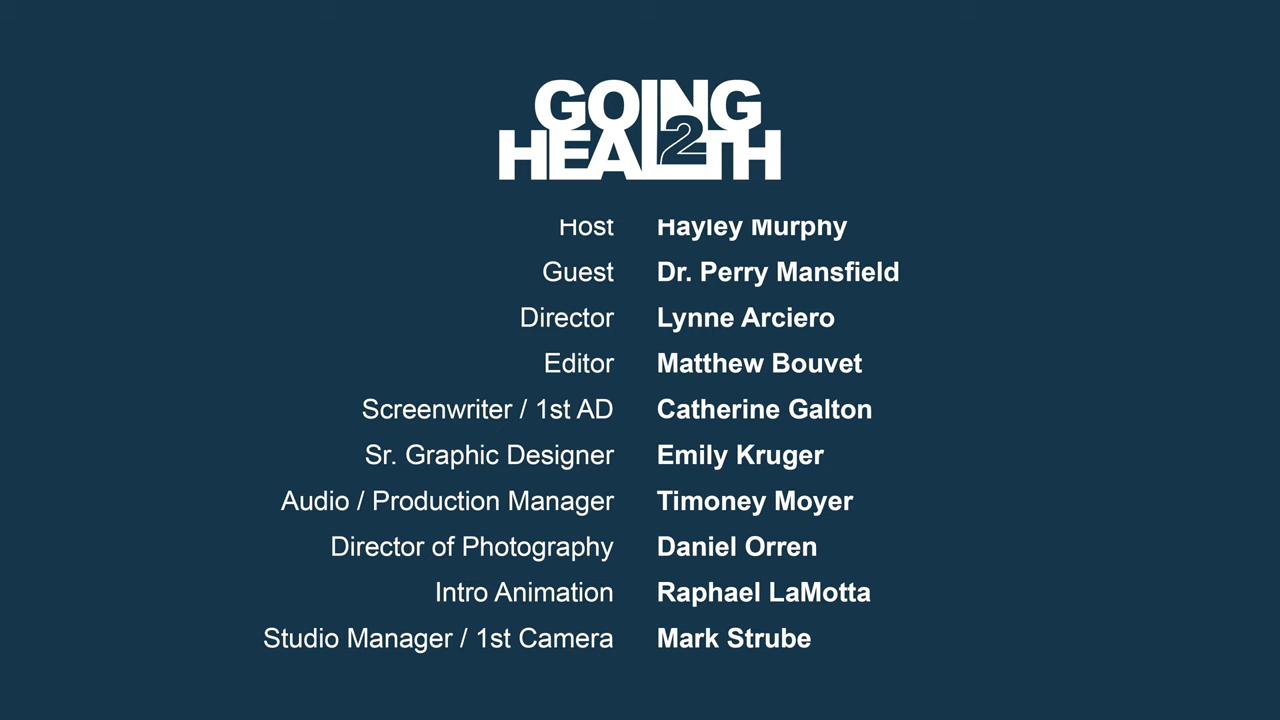 GOING
2
HEALTH
Host Hayley Murphy
Guest Dr. Perry Mansfield
Director Lynne Arciero
Editor Matthew Bouvet
Screenwriter / 1st AD Catherine Galton
Sr. Graphic Designer Emily Kruger
Audio / Production Manager Timoney Moyer
Director of Photography Daniel Orren
Intro Animation Raphael LaMotta
Studio Manager / 1st Camera Mark Strube